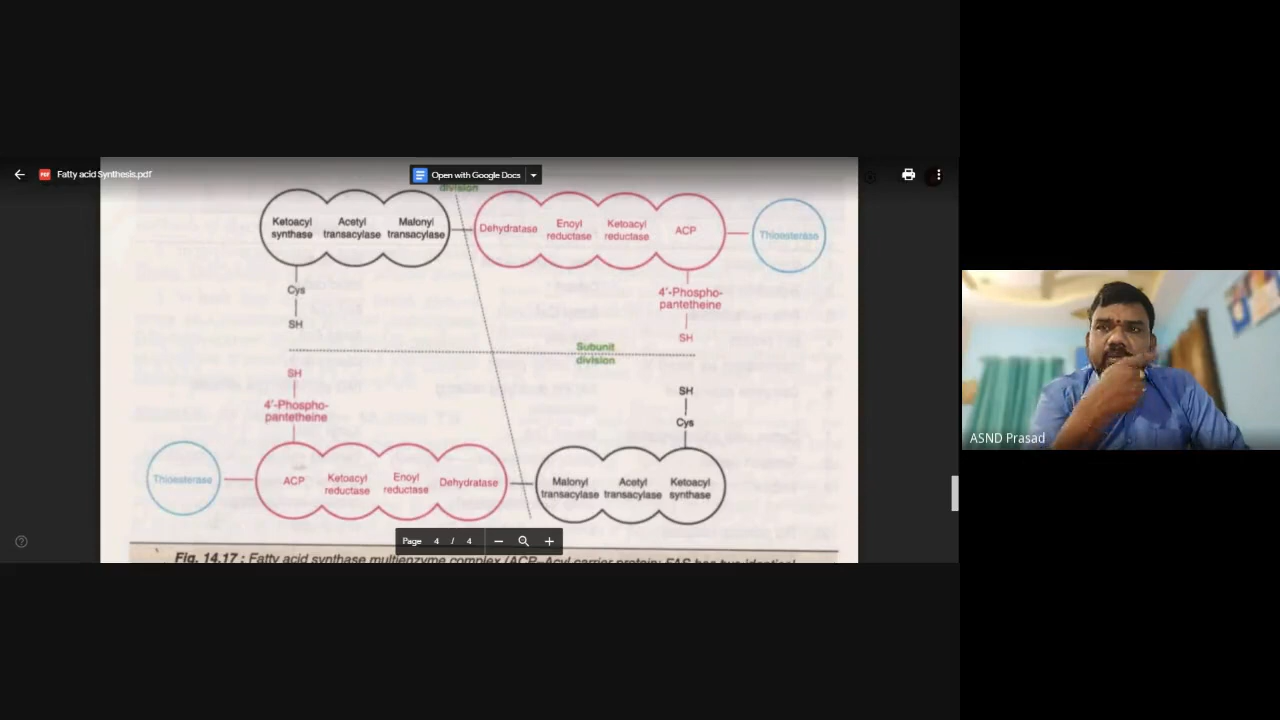 Fatty acid Synthesis.pdf
Open with Google Docs
division
Ketoacyl
synthase
Acetyl
transacylase
Malonyl
transacylase
Dehydratase
Enoyl
reductase
Ketoacyl
reductase
ACP
Thioesterase
Cys
SH
4'-Phospho-
pantetheine
SH
Subunit
division
SH
4'-Phospho-
pantetheine
SH
Cys
Thioesterase
ACP
Ketoacyl
reductase
Enoyl
reductase
Dehydratase
Malonyl
transacylase
Acetyl
transacylase
Ketoacyl
synthase
Page 4 / 4
Fig. 14.17 : Fatty acid synthase multienzyme complex (ACP–Acyl carrier protein; FAS has two identical
ASND Prasad